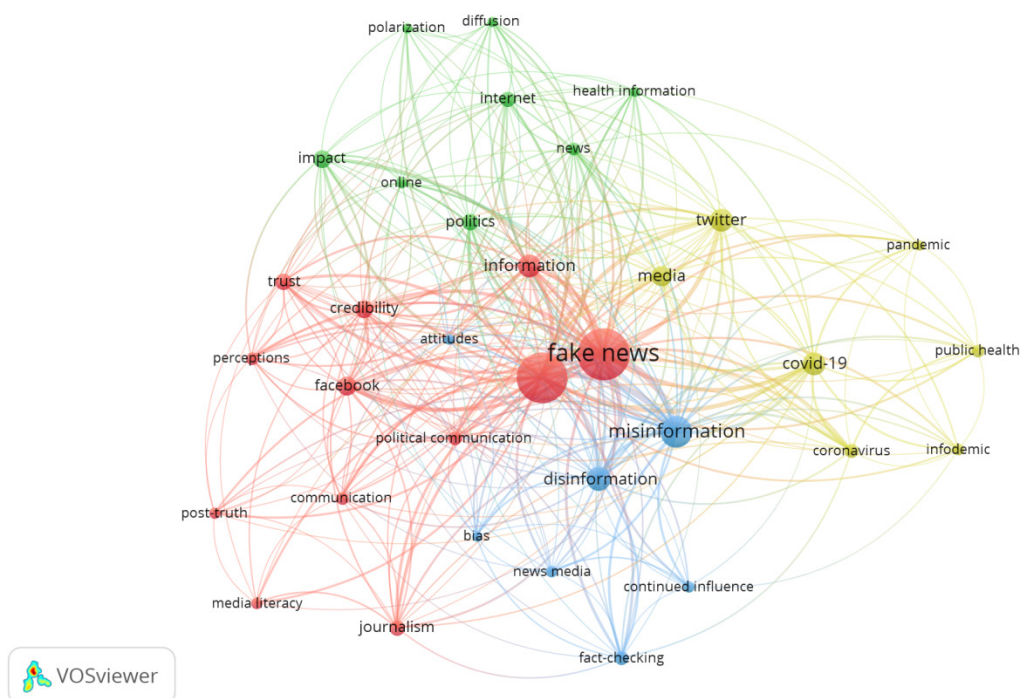 diffusion
polarization
health information
internet
news
impact
online
twitter
politics
pandemic
information
media
trust
credibility
attitudes
fake news
public health
perceptions
covid-19
facebook
misinformation
political communication
coronavirus
infodemic
disinformation
communication
post-truth
bias
news media
continued influence
media literacy
journalism
fact-checking
VOSviewer